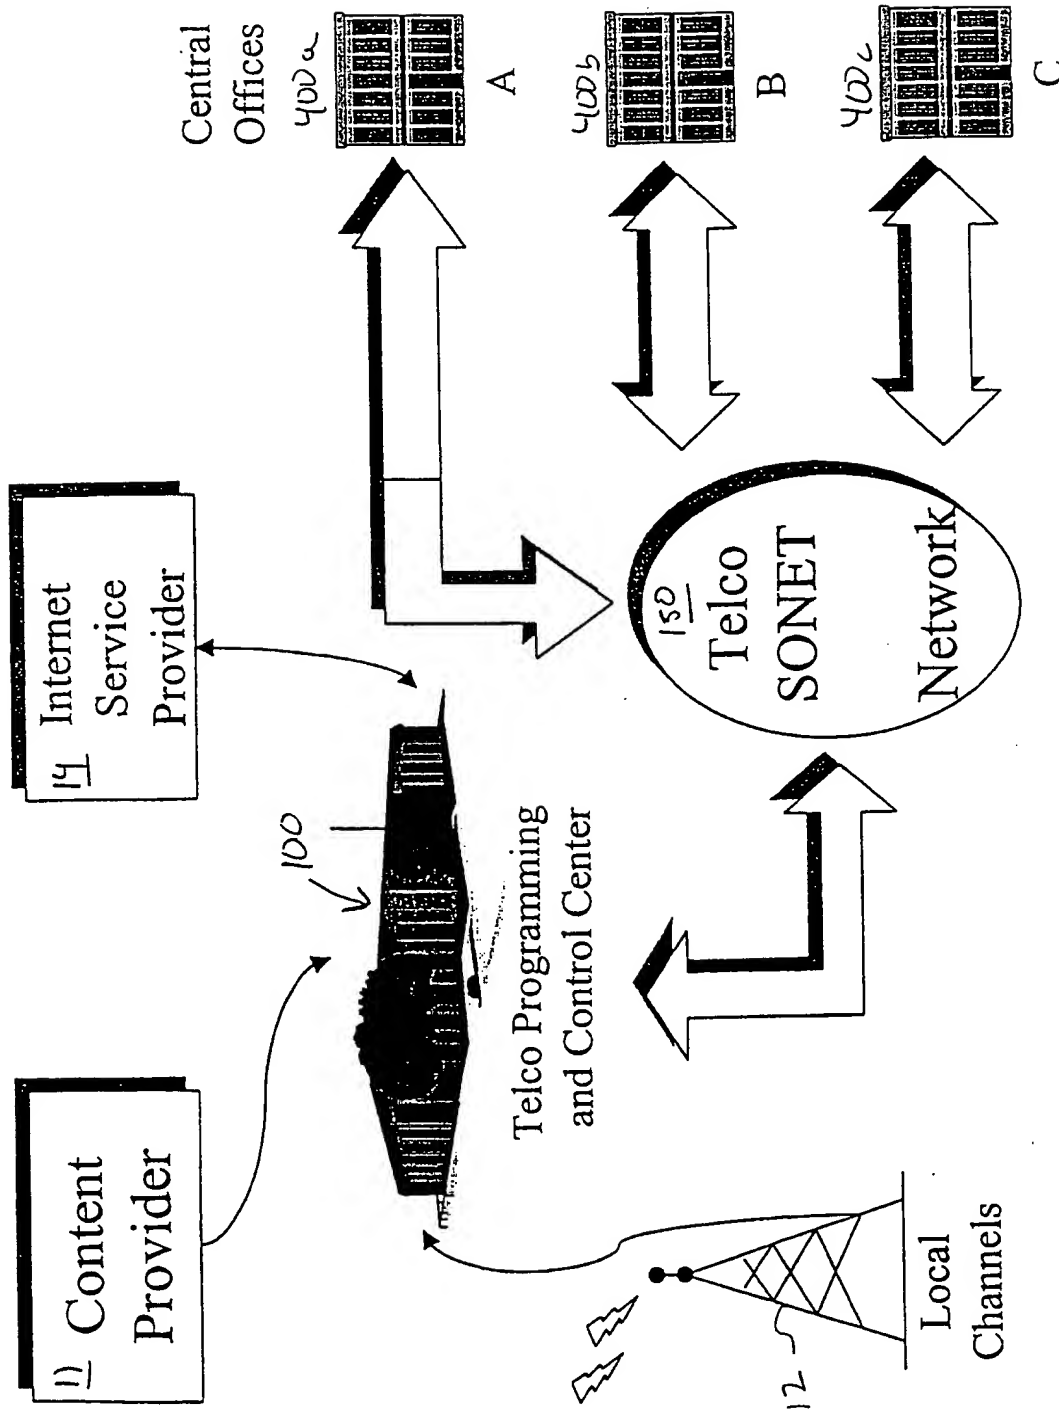 11 Content
Provider
14 Internet
Service
Provider
Central
Offices
400a
A
100
Telco Programming
and Control Center
400b
B
150
Telco
SONET
Network
400c
C
12
Local
Channels